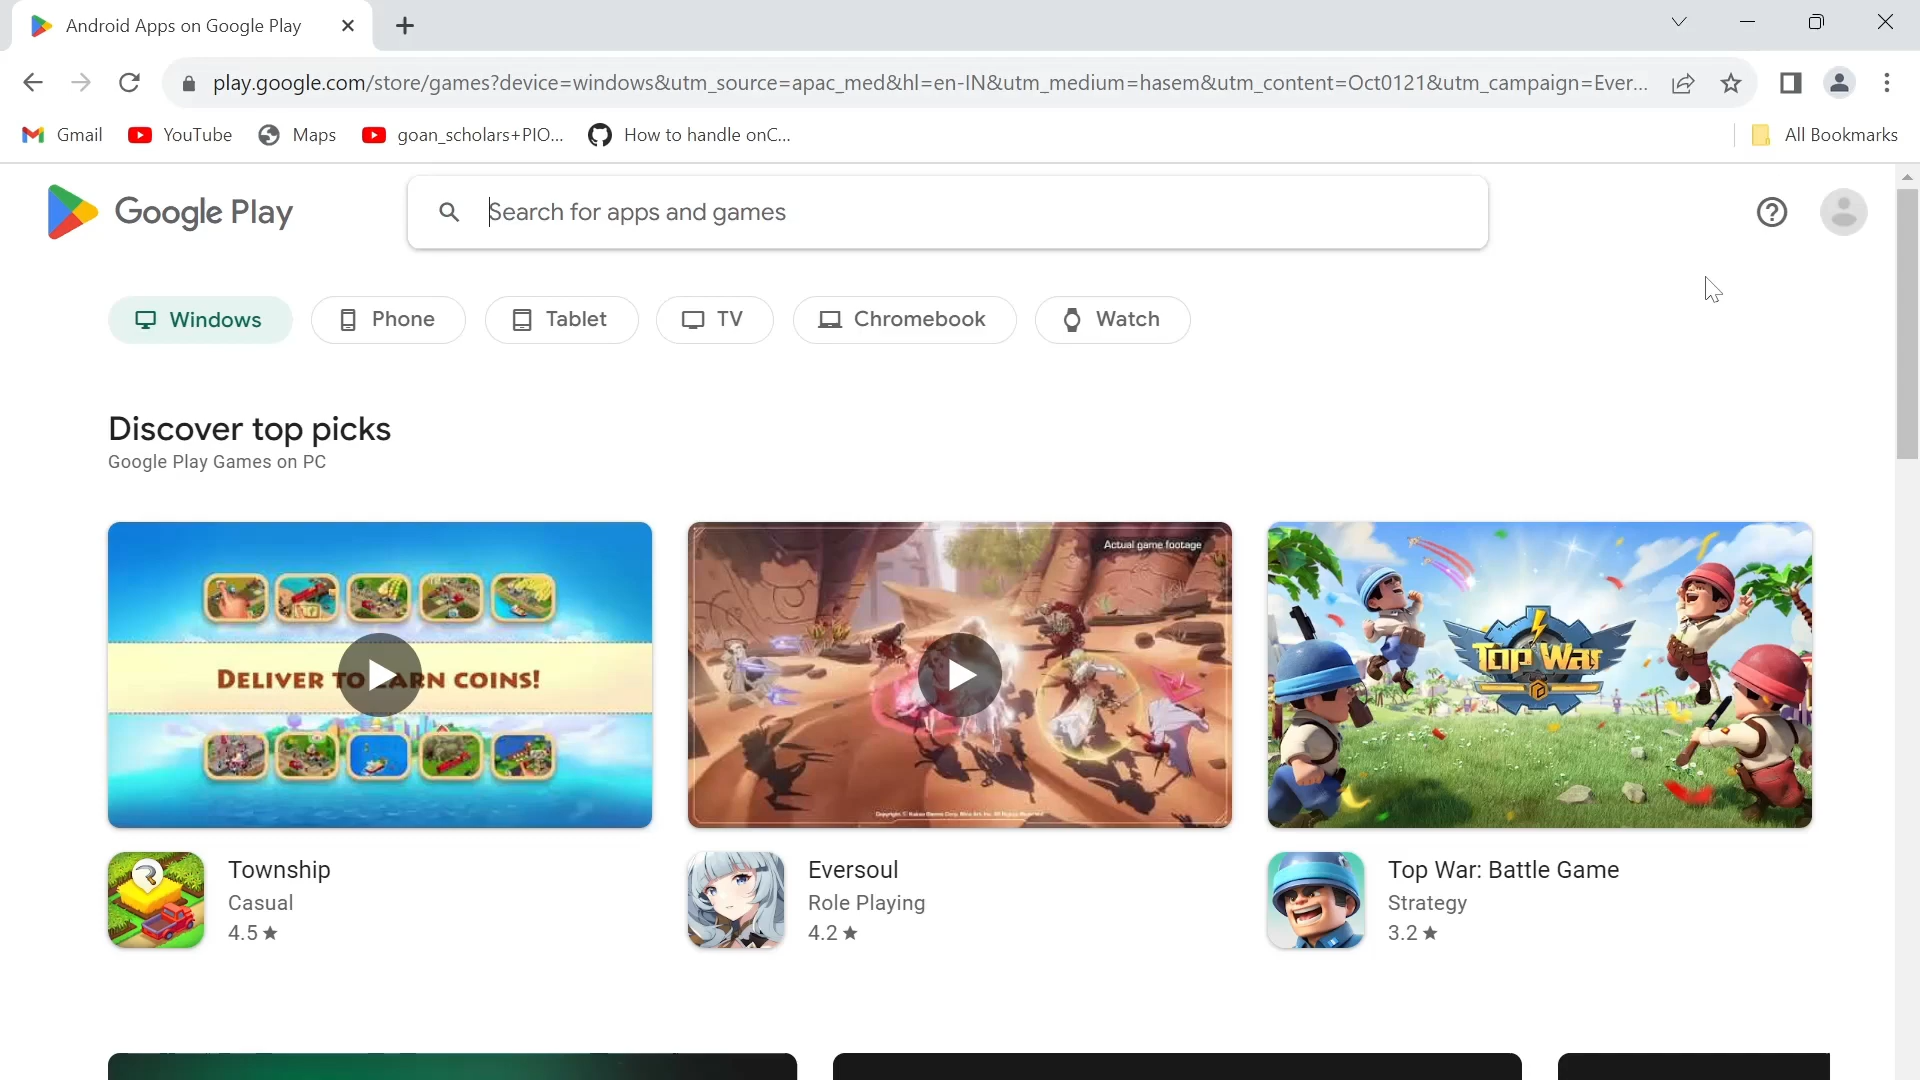 Android Apps on Google Play
play.google.com/store/games?device=windows&utm_source=apac_med&hl=en-IN&utm_medium=hasem&utm_content=Oct0121&utm_campaign=Ever...
Gmail YouTube Maps goan_scholars+PIO... How to handle onC... All Bookmarks
Google Play Search for apps and games
Windows Phone Tablet TV Chromebook Watch
Discover top picks
Google Play Games on PC
Actual game footage
DELIVER TO EARN COINS!
TOP WAR
Township
Casual
4.5★
Eversoul
Role Playing
4.2★
Top War: Battle Game
Strategy
3.2★